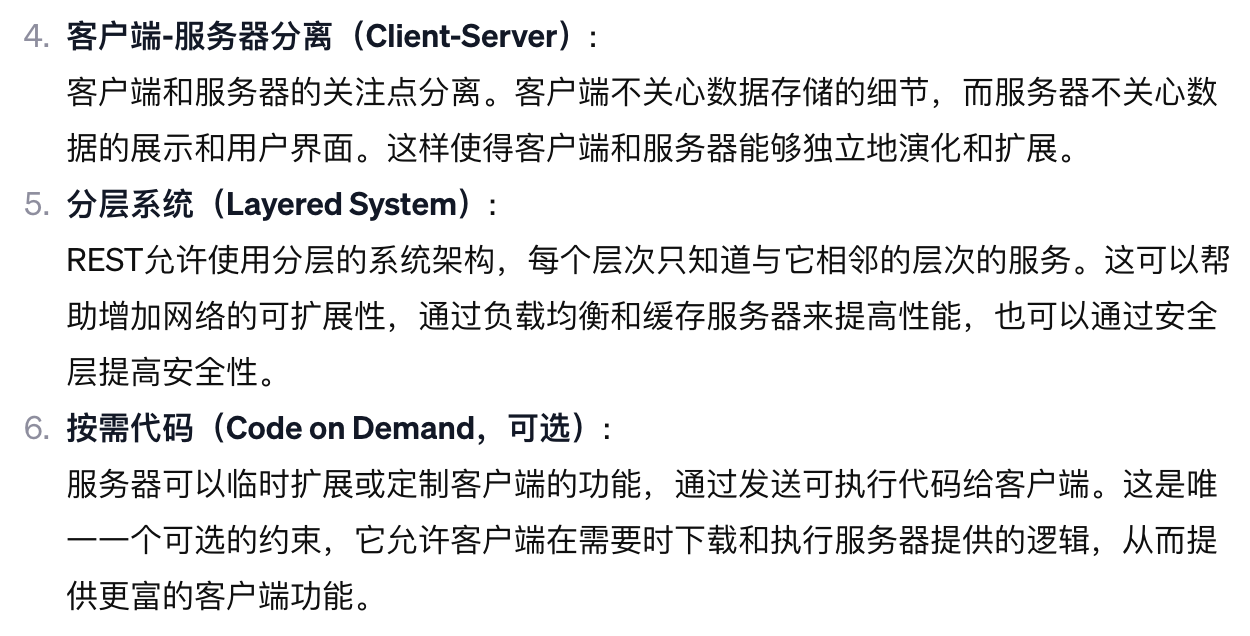 4. 客户端-服务器分离（Client-Server）:
客户端和服务器的关注点分离。客户端不关心数据存储的细节，而服务器不关心数
据的展示和用户界面。这样使得客户端和服务器能够独立地演化和扩展。
5. 分层系统（Layered System）:
REST允许使用分层的系统架构，每个层次只知道与它相邻的层次的服务。这可以帮
助增加网络的可扩展性，通过负载均衡和缓存服务器来提高性能，也可以通过安全
层提高安全性。
6. 按需代码（Code on Demand，可选）:
服务器可以临时扩展或定制客户端的功能，通过发送可执行代码给客户端。这是唯
一一个可选的约束，它允许客户端在需要时下载和执行服务器提供的逻辑，从而提
供更富的客户端功能。